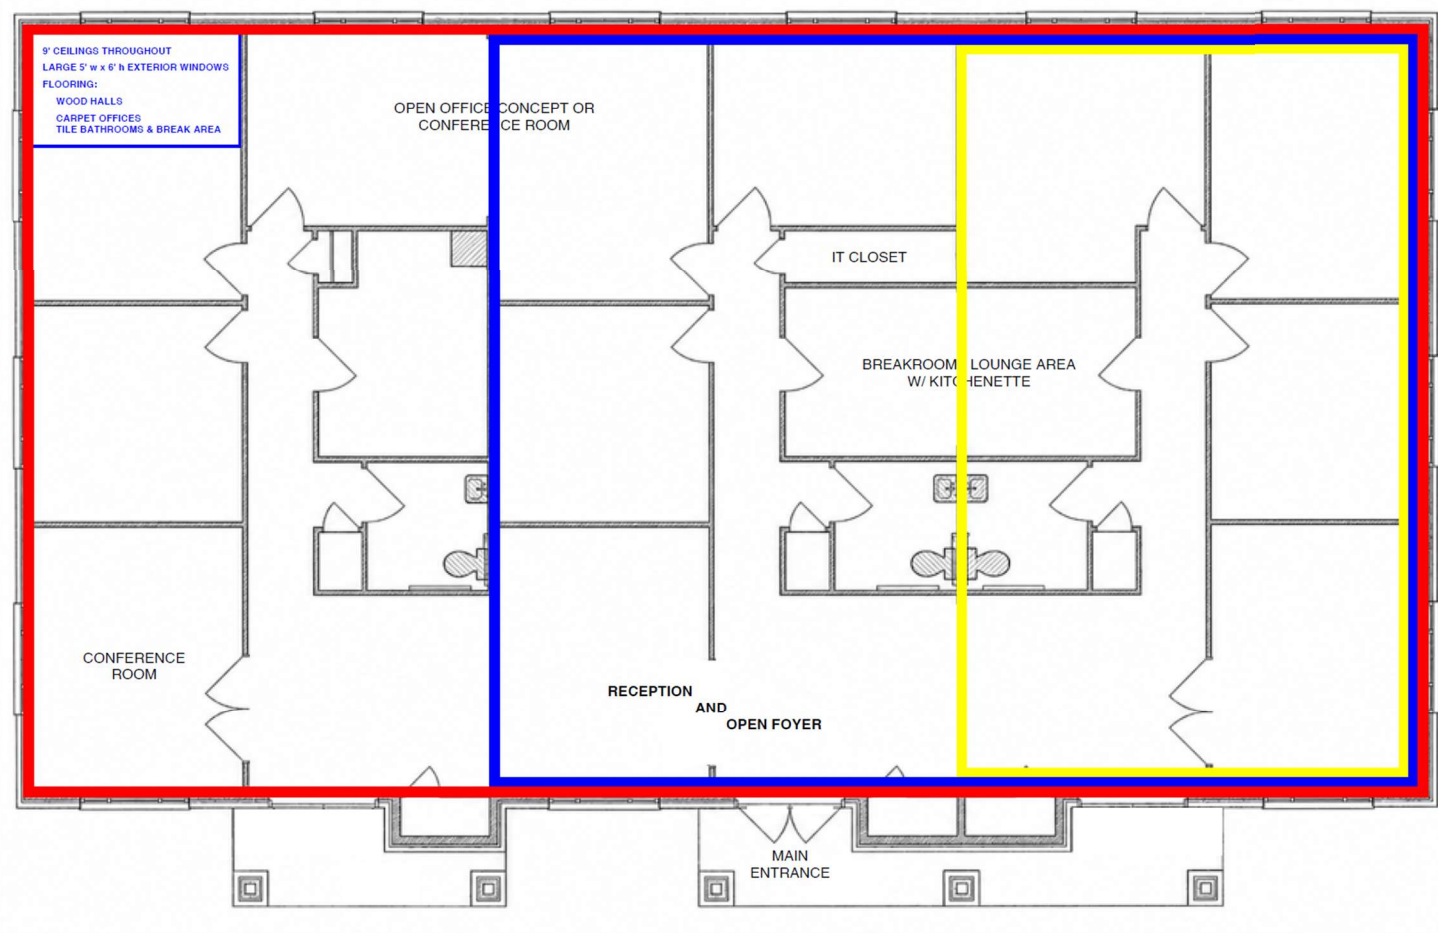 9' CEILINGS THROUGHOUT
LARGE 5' w x 6' h EXTERIOR WINDOWS
FLOORING:
WOOD HALLS
CARPET OFFICES
TILE BATHROOMS & BREAK AREA
OPEN OFFICE CONCEPT OR
CONFERENCE ROOM
IT CLOSET
BREAKROOM LOUNGE AREA
W/ KITCHENETTE
CONFERENCE
ROOM
RECEPTION
AND
OPEN FOYER
MAIN
ENTRANCE